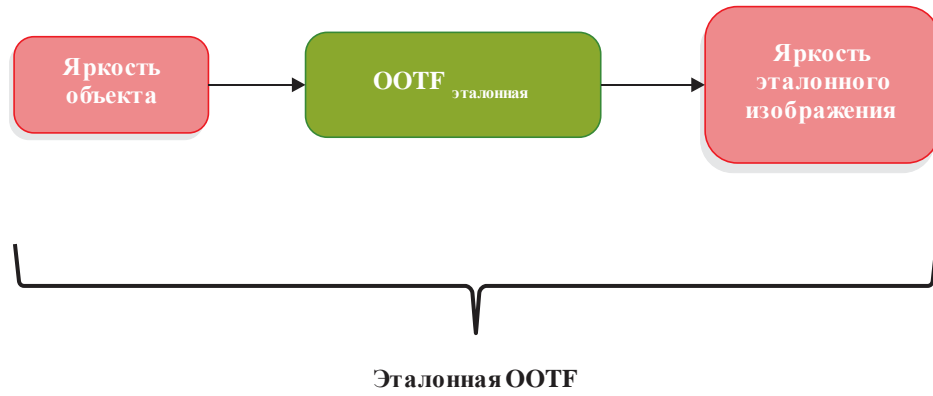 Яркость
объекта
OOTF эталонная
Яркость
эталонного
изображения
Эталонная OOTF